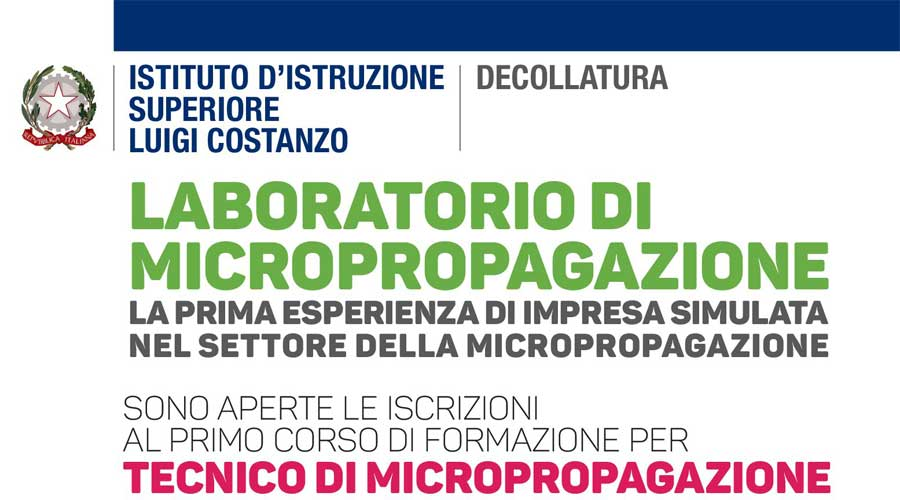 ISTITUTO D'ISTRUZIONE
SUPERIORE
LUIGI COSTANZO
DECOLLATURA
REPVBBLICA ITALIANA
LABORATORIO DI
MICROPROPAGAZIONE
LA PRIMA ESPERIENZA DI IMPRESA SIMULATA
NEL SETTORE DELLA MICROPROPAGAZIONE
SONO APERTE LE ISCRIZIONI
AL PRIMO CORSO DI FORMAZIONE PER
TECNICO DI MICROPROPAGAZIONE